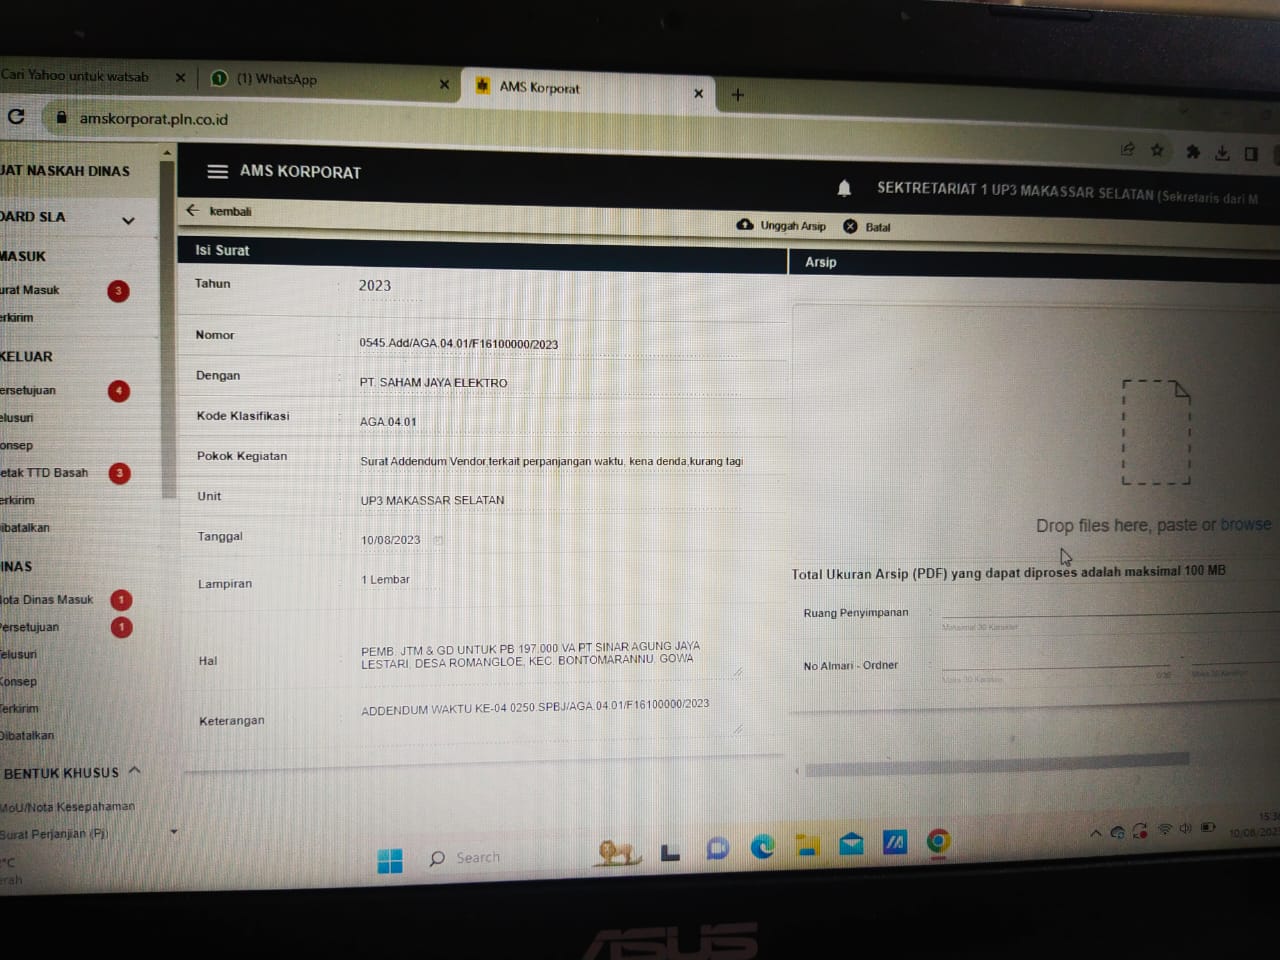 Cari Yahoo untuk watsab
(1) WhatsApp
AMS Korporat
amskorporat.pln.co.id
UAT NASKAH DINAS
AMS KORPORAT
SEKTRETARIAT 1 UP3 MAKASSAR SELATAN (Sekretaris dari M
OARD SLA
kembali
Unggah Arsip
Batal
MASUK
urat Masuk
3
erkirim
KELUAR
ersetujuan
4
elusuri
onsep
etak TTD Basah
3
erkirim
ibatalkan
INAS
Nota Dinas Masuk
1
Persetujuan
1
elusuri
Konsep
Terkirim
Dibatalkan
BENTUK KHUSUS
MoU/Nota Kesepahaman
Surat Perjanjian (Pj)
Isi Surat
Tahun : 2023
Nomor : 0545.Add/AGA.04.01/F16100000/2023
Dengan : PT. SAHAM JAYA ELEKTRO
Kode Klasifikasi : AGA.04.01
Pokok Kegiatan : Surat Addendum Vendor,terkait perpanjangan waktu, kena denda,kurang tagi
Unit : UP3 MAKASSAR SELATAN
Tanggal : 10/08/2023
Lampiran : 1 Lembar
Hal : PEMB. JTM & GD UNTUK PB 197.000 VA PT SINAR AGUNG JAYA
LESTARI, DESA ROMANGLOE, KEC. BONTOMARANNU, GOWA
Keterangan : ADDENDUM WAKTU KE-04 0250.SPBJ/AGA.04.01/F16100000/2023
Arsip
Drop files here, paste or browse
Total Ukuran Arsip (PDF) yang dapat diproses adalah maksimal 100 MB
Ruang Penyimpanan :
Maksimal 30 Karakter
No Almari - Ordner :
Maks 30 Karakter
0/30
Maks 30 Karakter
°C
erah
Search
15:3
10/08/202
ASUS